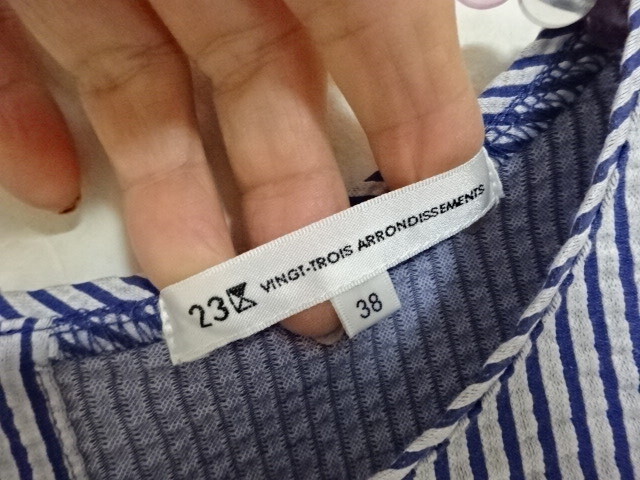 23区 VINGT-TROIS ARRONDISSEMENTS
38